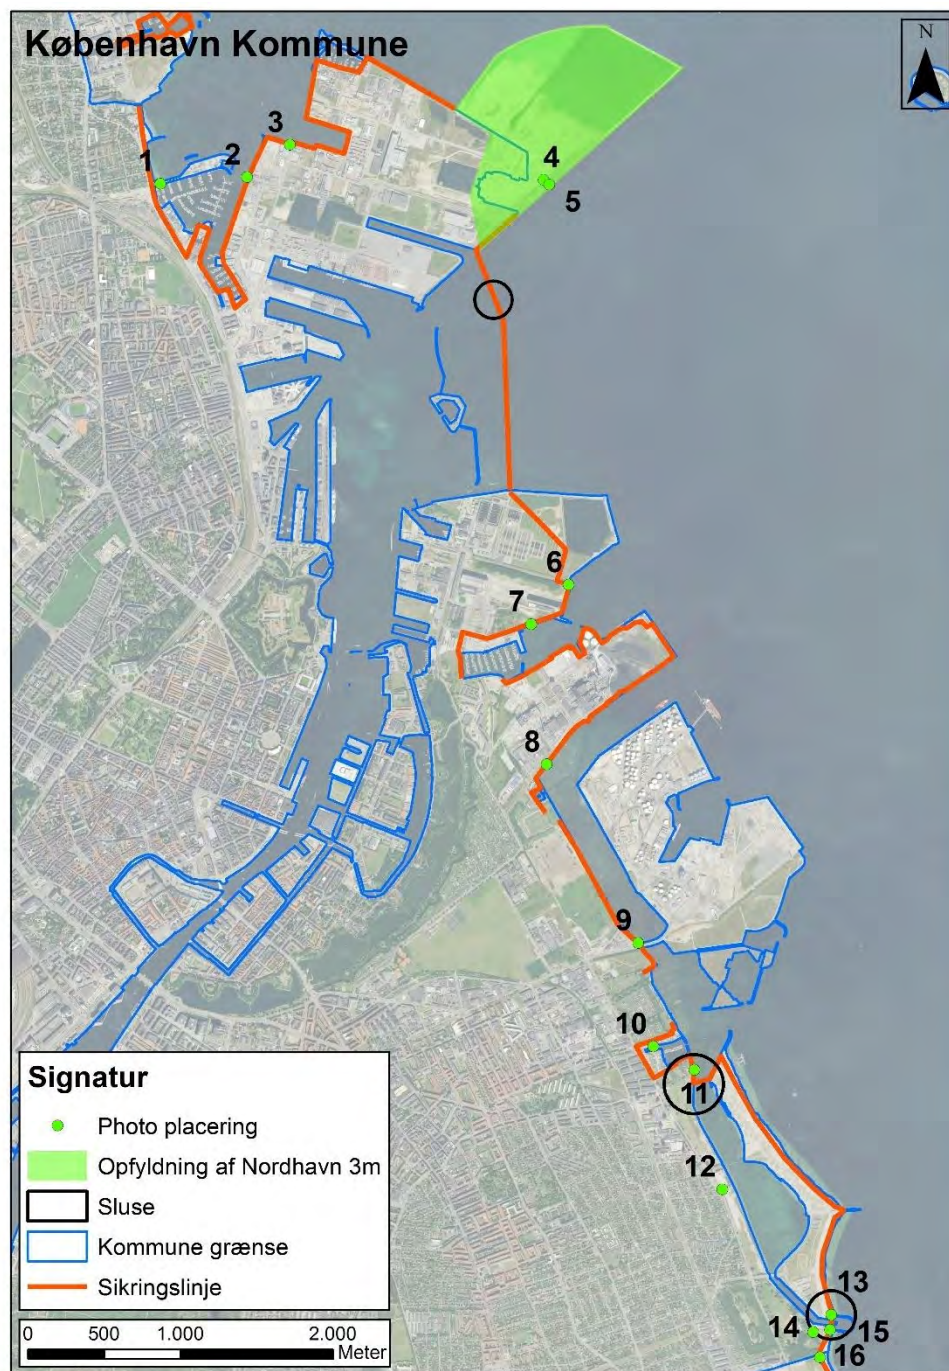 København Kommune
N
3
1
2
4
5
6
7
8
9
10
11
12
13
14
15
16
Signatur
Photo placering
Opfyldning af Nordhavn 3m
Sluse
Kommune grænse
Sikringslinje
0 500 1.000 2.000
Meter